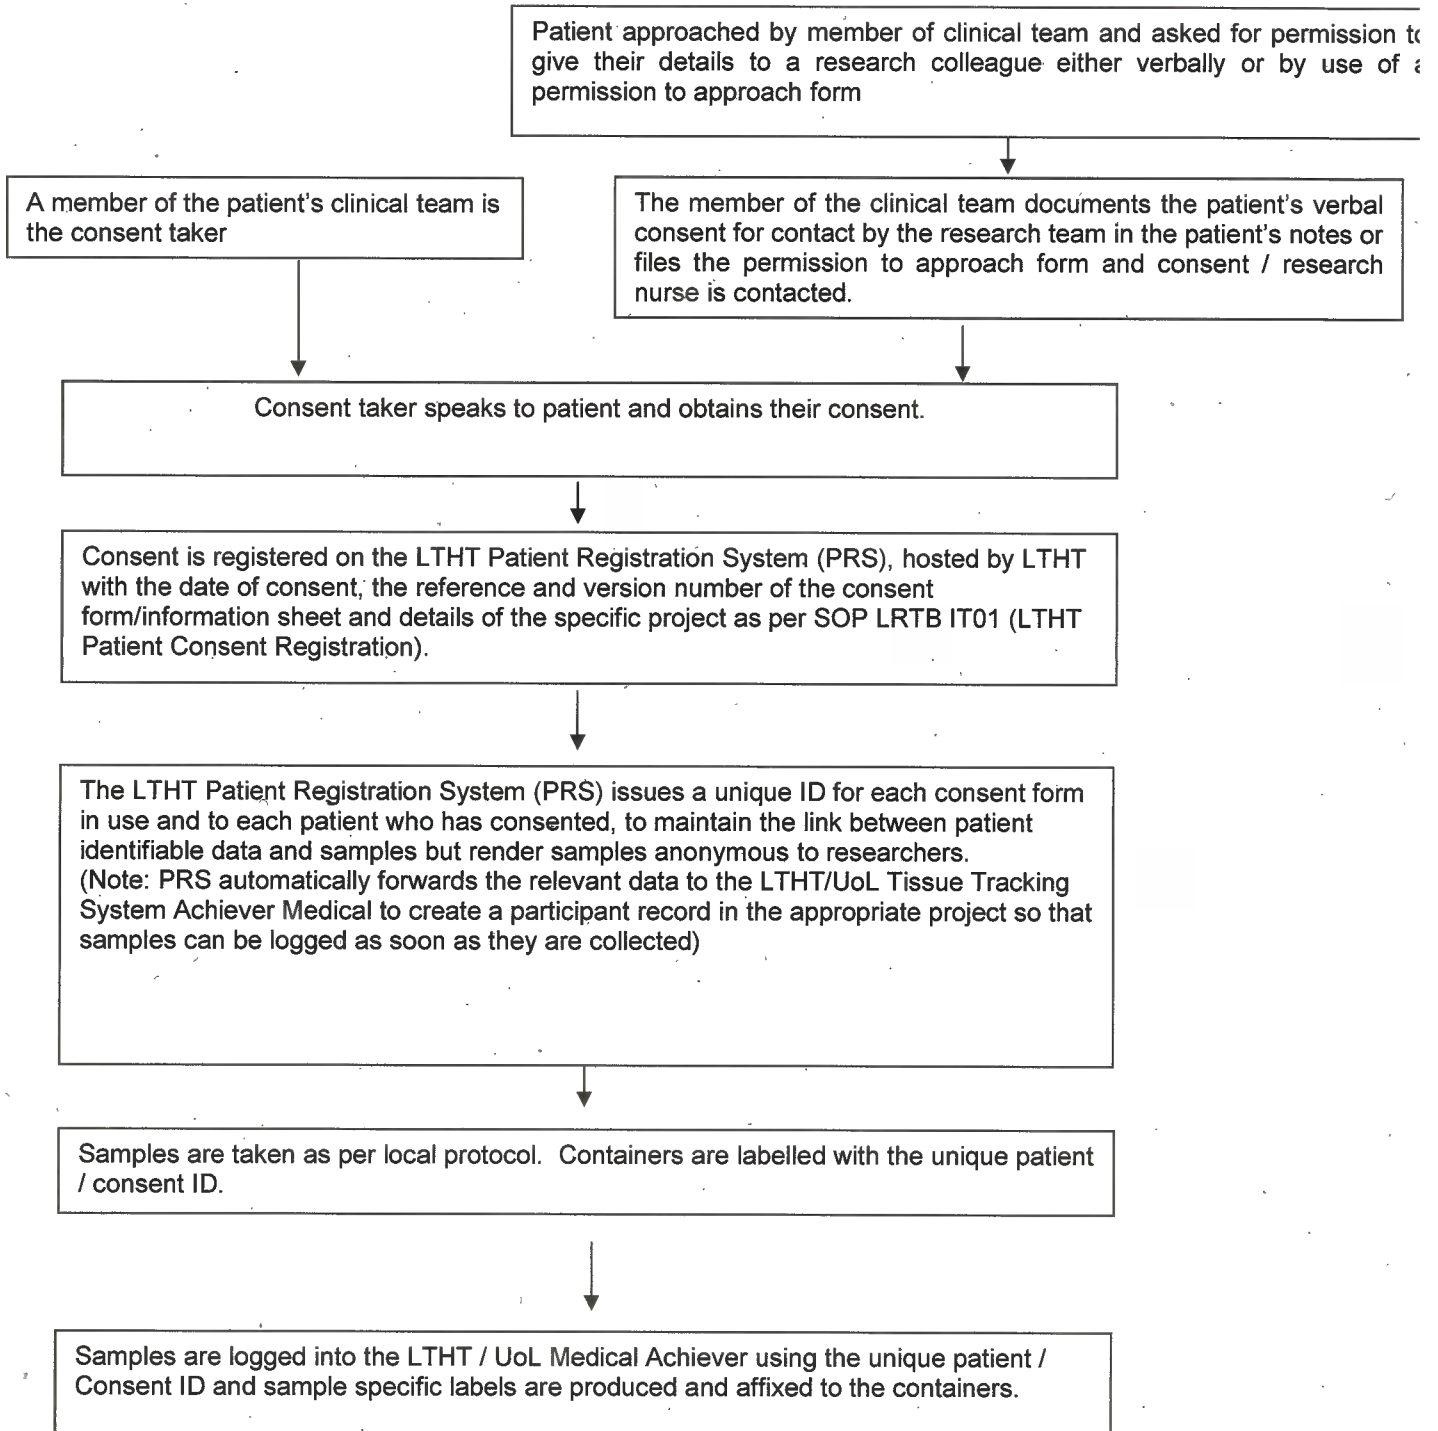 Patient approached by member of clinical team and asked for permission
give their details to a research colleague either verbally or by use of
permission to approach form
A member of the patient's clinical team is
the consent taker
The member of the clinical team documents the patient's verbal
consent for contact by the research team in the patient's notes or
files the permission to approach form and consent / research
nurse is contacted.
Consent taker speaks to patient and obtains their consent.
Consent is registered on the LTHT Patient Registration System (PRS), hosted by LTHT
with the date of consent, the reference and version number of the consent
form/information sheet and details of the specific project as per SOP LRTB IT01 (LTHT
Patient Consent Registration).
The LTHT Patient Registration System (PRS) issues a unique ID for each consent form
in use and to each patient who has consented, to maintain the link between patient
identifiable data and samples but render samples anonymous to researchers.
(Note: PRS automatically forwards the relevant data to the LTHT/UoL Tissue Tracking
System Achiever Medical to create a participant record in the appropriate project so that
samples can be logged as soon as they are collected)
Samples are taken as per local protocol.  Containers are labelled with the unique patient
/ consent ID.
Samples are logged into the LTHT / UoL Medical Achiever using the unique patient /
Consent ID and sample specific labels are produced and affixed to the containers.